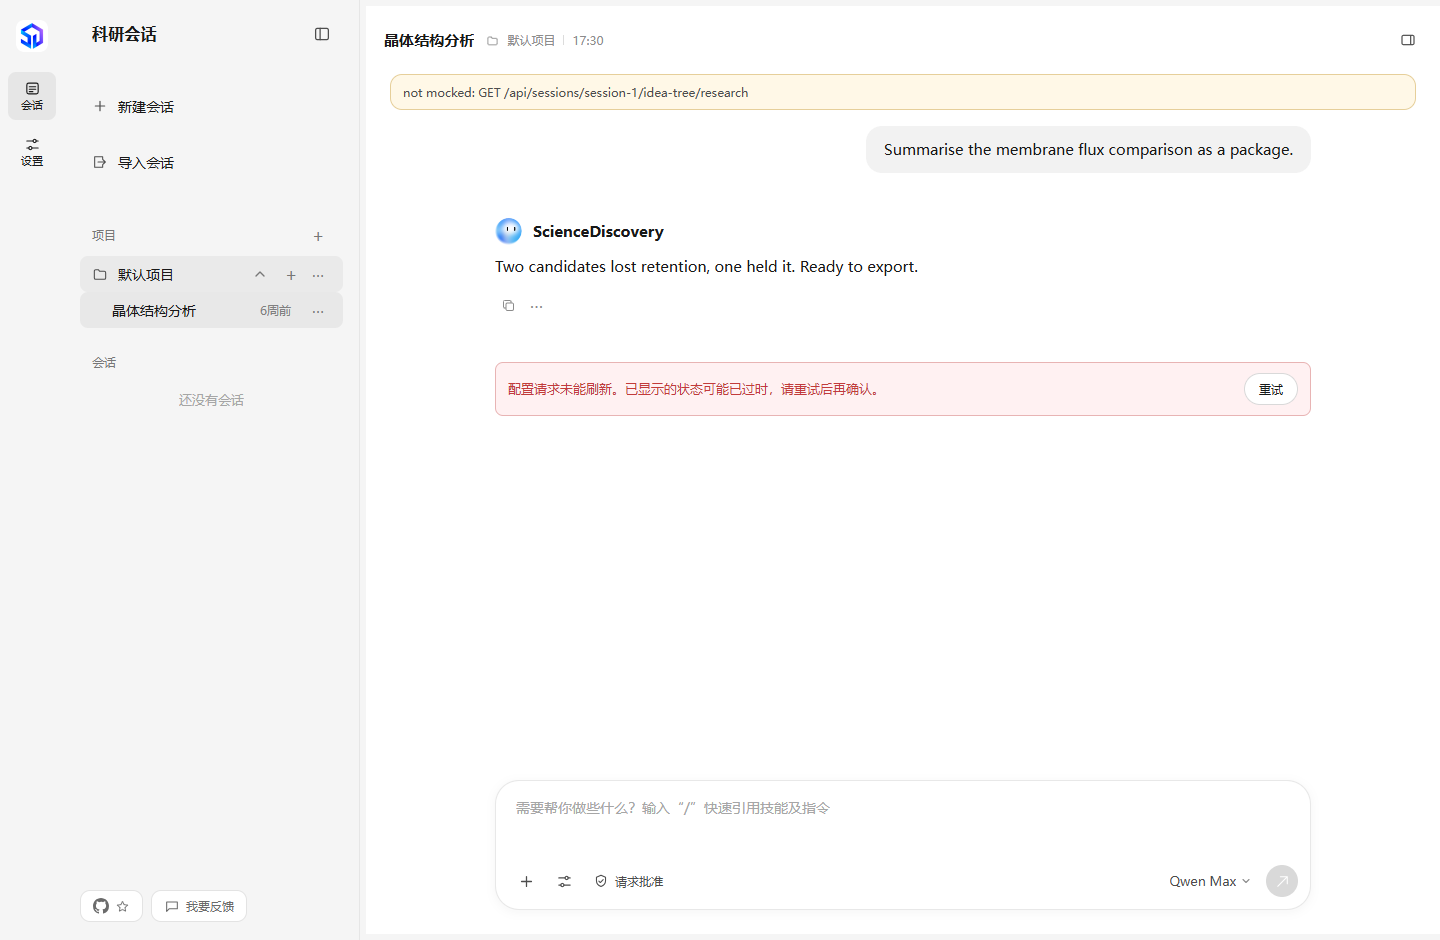 科研会话
会话
设置
新建会话
导入会话
项目
默认项目
晶体结构分析 6周前
会话
还没有会话
我要反馈
晶体结构分析 默认项目 17:30
not mocked: GET /api/sessions/session-1/idea-tree/research
Summarise the membrane flux comparison as a package.
ScienceDiscovery
Two candidates lost retention, one held it. Ready to export.
配置请求未能刷新。已显示的状态可能已过时，请重试后再确认。 重试
需要帮你做些什么？输入“/”快速引用技能及指令
请求批准 Qwen Max